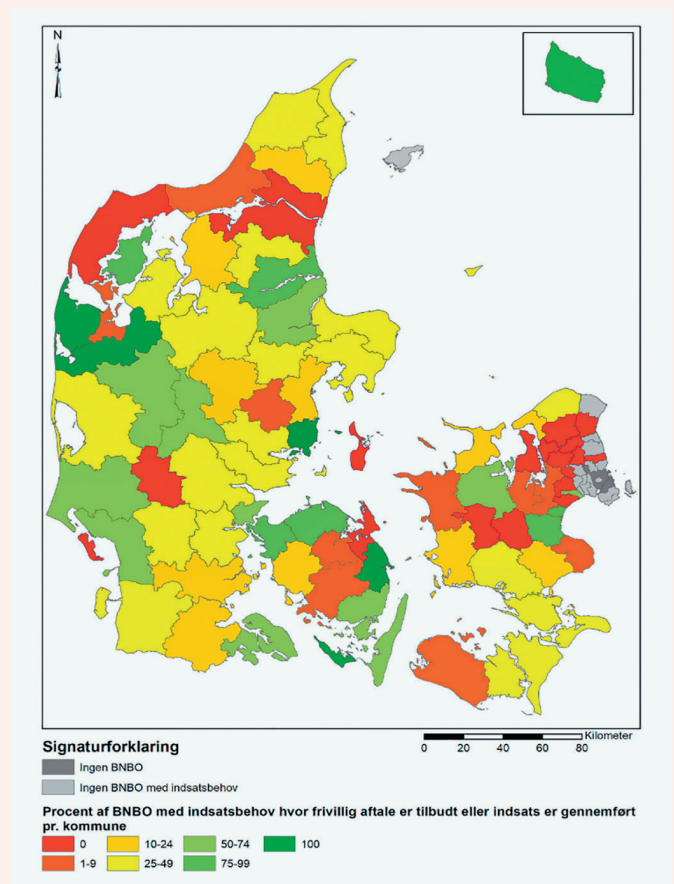 N
Kilometer
0 20 40 60 80
Signaturforklaring
Ingen BNBO
Ingen BNBO med indsatsbehov
Procent af BNBO med indsatsbehov hvor frivillig aftale er tilbudt eller indsats er gennemført
pr. kommune
0 10-24 50-74 100
1-9 25-49 75-99